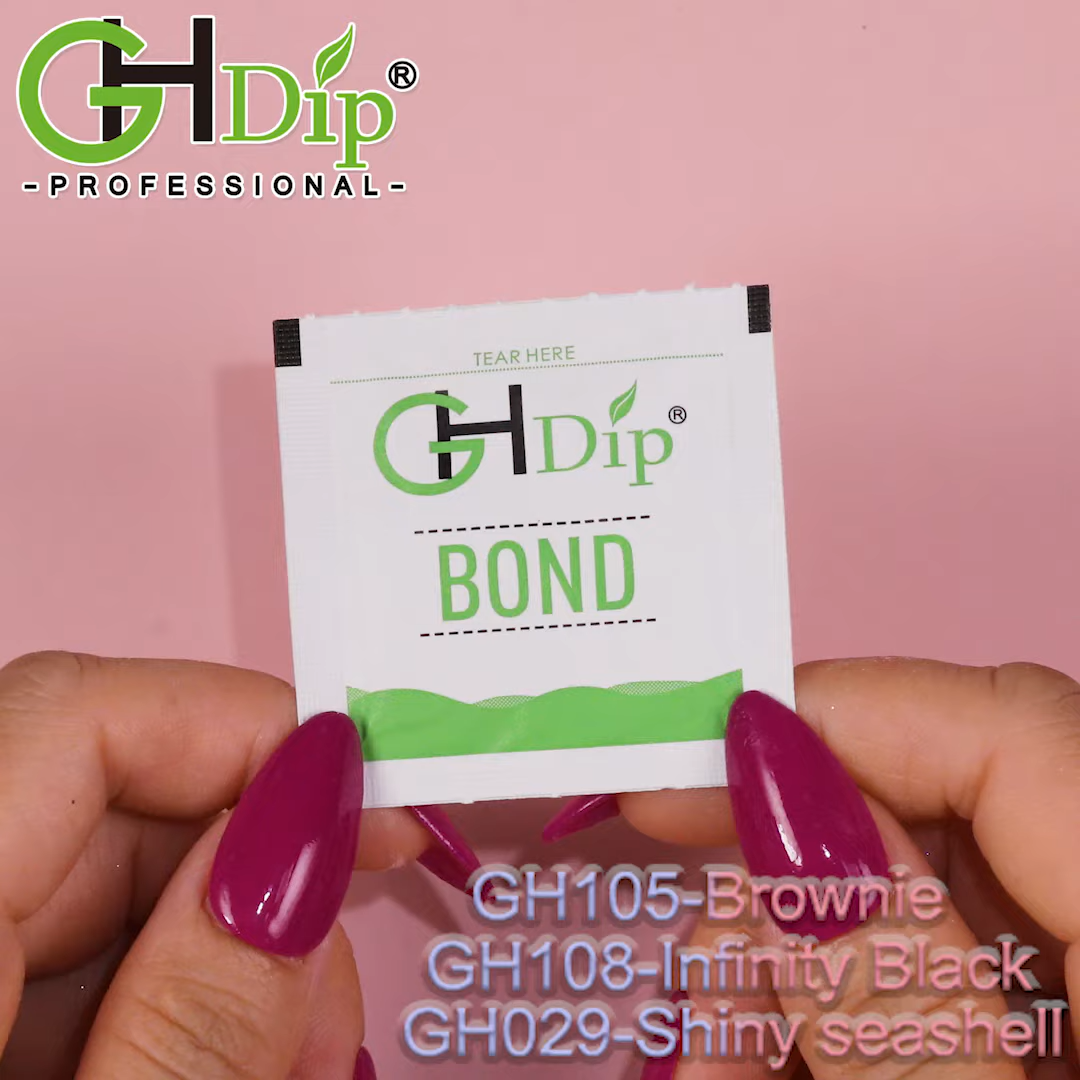 GHDip®
-PROFESSIONAL-
TEAR HERE
GHDip®
BOND
GH105-Brownie
GH108-Infinity Black
GH029-Shiny seashell